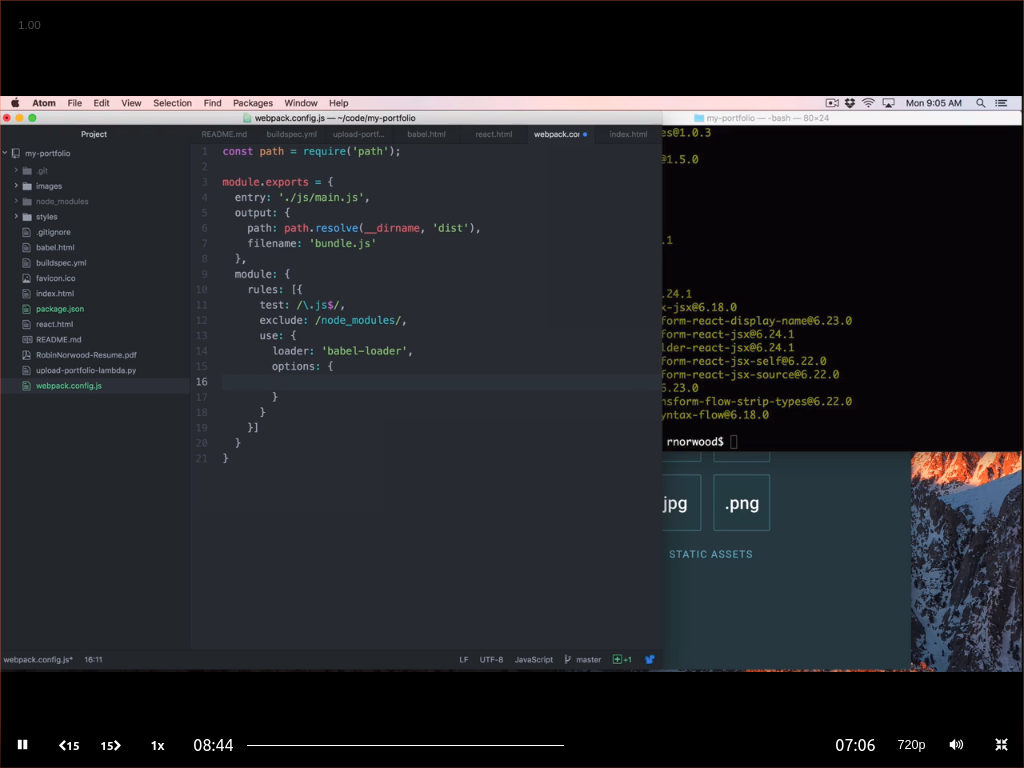 1.00
Atom File Edit View Selection Find Packages Window Help Mon 9:05 AM
webpack.config.js — ~/code/my-portfolio
my-portfolio — -bash — 80×24
Project
README.md buildspec.yml upload-portf... babel.html react.html webpack.cor index.html
my-portfolio
.git
images
node_modules
styles
.gitignore
babel.html
buildspec.yml
favicon.ico
index.html
package.json
react.html
README.md
RobinNorwood-Resume.pdf
upload-portfolio-lambda.py
webpack.config.js
1 const path = require('path');
2
3 module.exports = {
4 entry: './js/main.js',
5 output: {
6 path: path.resolve(__dirname, 'dist'),
7 filename: 'bundle.js'
8 },
9 module: {
10 rules: [{
11 test: /\.js$/,
12 exclude: /node_modules/,
13 use: {
14 loader: 'babel-loader',
15 options: {
16
17 }
18 }
19 }]
20 }
21 }
es@1.0.3
@1.5.0
.1
.24.1
x-jsx@6.18.0
form-react-display-name@6.23.0
form-react-jsx@6.24.1
lder-react-jsx@6.24.1
form-react-jsx-self@6.22.0
form-react-jsx-source@6.22.0
6.23.0
nsform-flow-strip-types@6.22.0
yntax-flow@6.18.0
rnorwood$
jpg .png
STATIC ASSETS
webpack.config.js* 16:11 LF UTF-8 JavaScript master +1
15 15 1x 08:44 07:06 720p